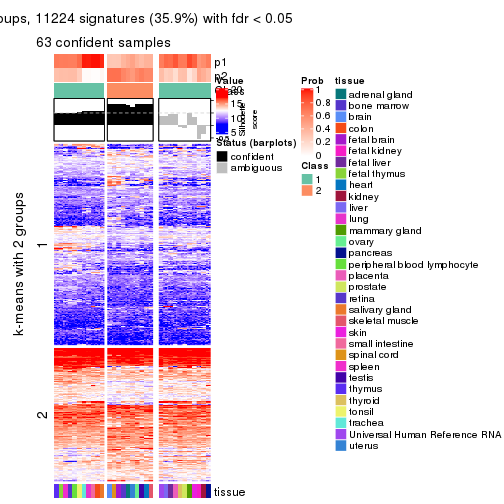 oups, 11224 signatures (35.9%) with fdr < 0.05
63 confident samples
p1
p2
Class
Silhouette
score
k-means with 2 groups
1
2
tissue
Value
15
10
5
Status (barplots)
confident
ambiguous
Prob
1
0.8
0.6
0.4
0.2
0
Class
1
2
tissue
adrenal gland
bone marrow
brain
colon
fetal brain
fetal kidney
fetal liver
fetal thymus
heart
kidney
liver
lung
mammary gland
ovary
pancreas
peripheral blood lymphocyte
placenta
prostate
retina
salivary gland
skeletal muscle
skin
small intestine
spinal cord
spleen
testis
thymus
thyroid
tonsil
trachea
Universal Human Reference RNA
uterus